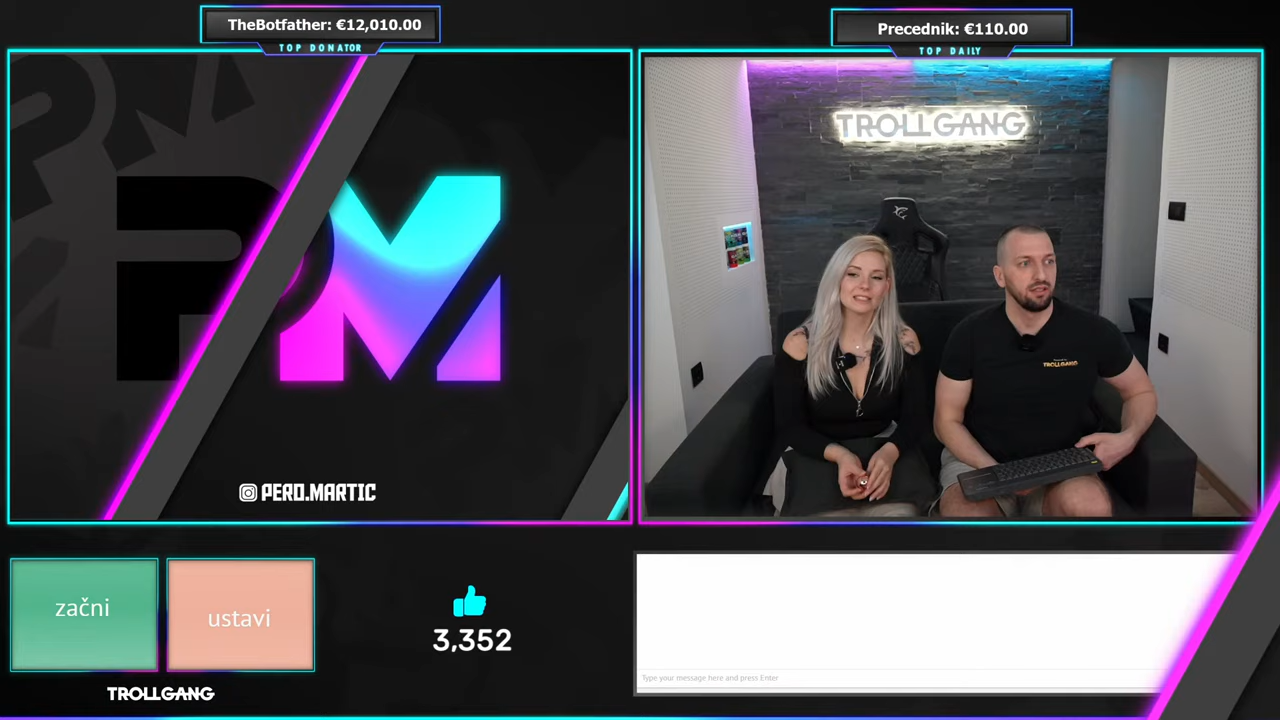 TheBotfather: €12,010.00
TOP DONATOR
Precednik: €110.00
TOP DAILY
TROLLGANG
PM
PERO.MARTIC
TROLLGANG
začni
ustavi
3,352
Type your message here and press Enter
TROLLGANG